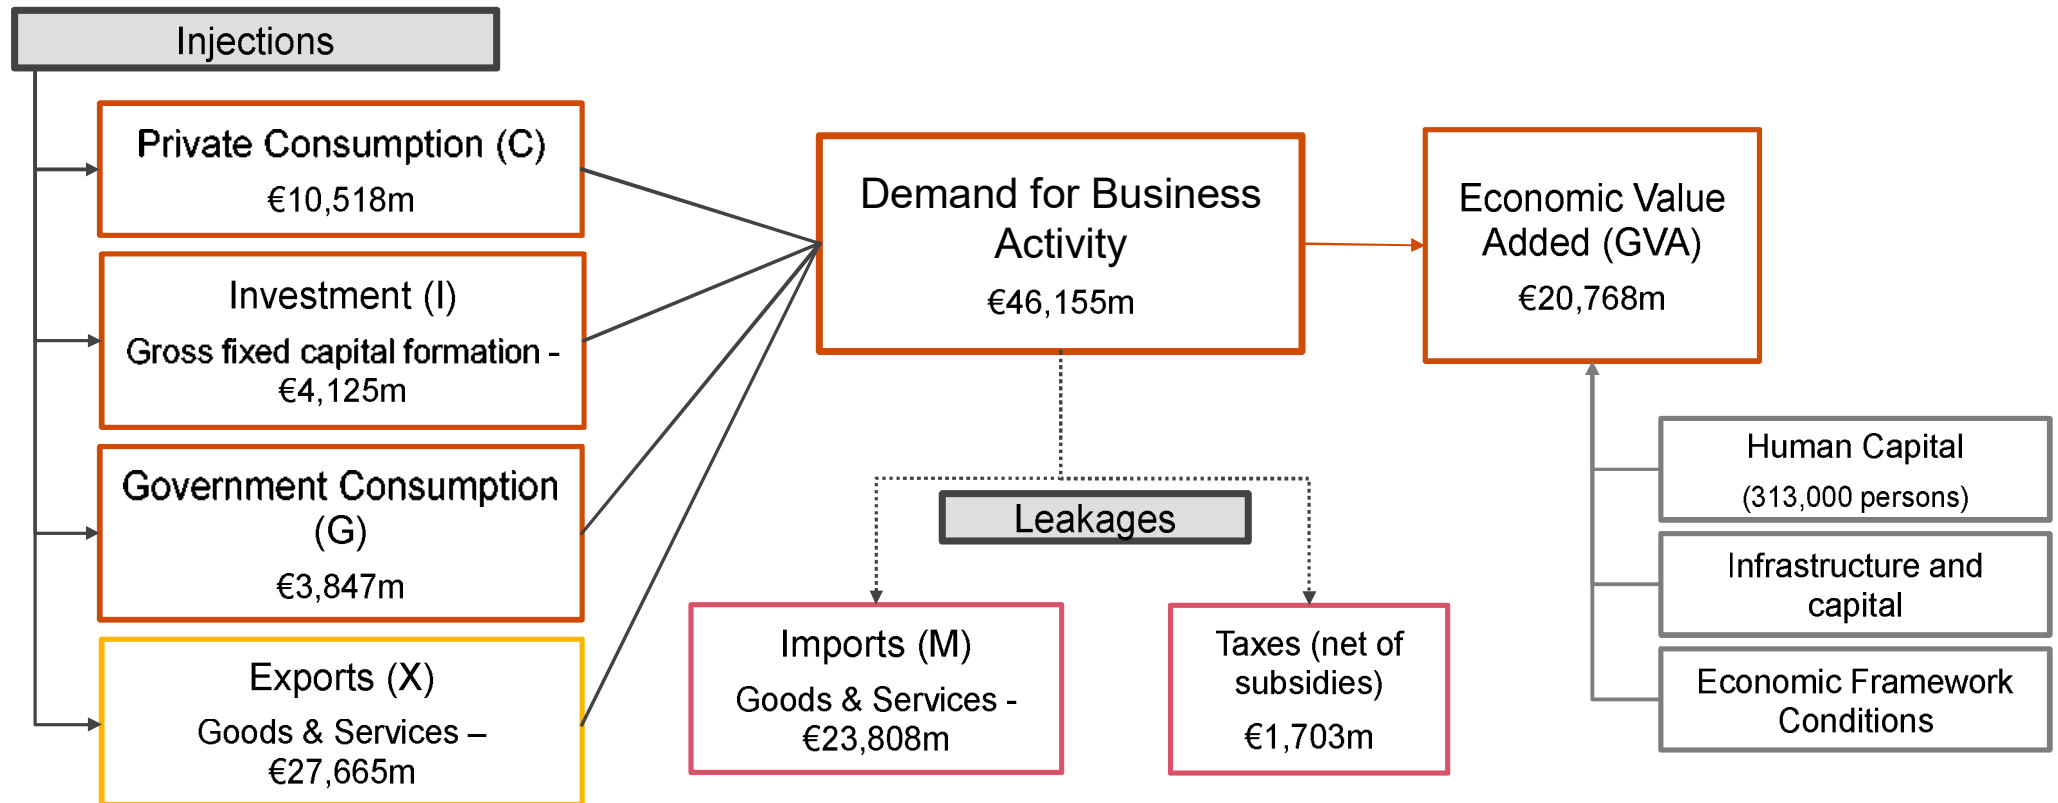 Injections
Private Consumption (C)
€10,518m
Investment (I)
Gross fixed capital formation -
€4,125m
Government Consumption
(G)
€3,847m
Exports (X)
Goods & Services –
€27,665m
Demand for Business
Activity
€46,155m
Leakages
Imports (M)
Goods & Services -
€23,808m
Taxes (net of
subsidies)
€1,703m
Economic Value
Added (GVA)
€20,768m
Human Capital
(313,000 persons)
Infrastructure and
capital
Economic Framework
Conditions